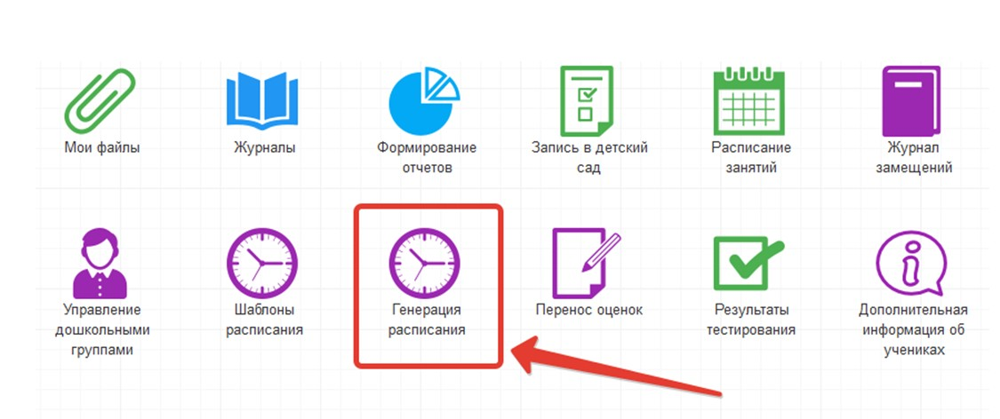 Мои файлы
Журналы
Формирование
отчетов
Запись в детский
сад
Расписание
занятий
Журнал
замещений
Управление
дошкольными
группами
Шаблоны
расписания
Генерация
расписания
Перенос оценок
Результаты
тестирования
Дополнительная
информация об
учениках